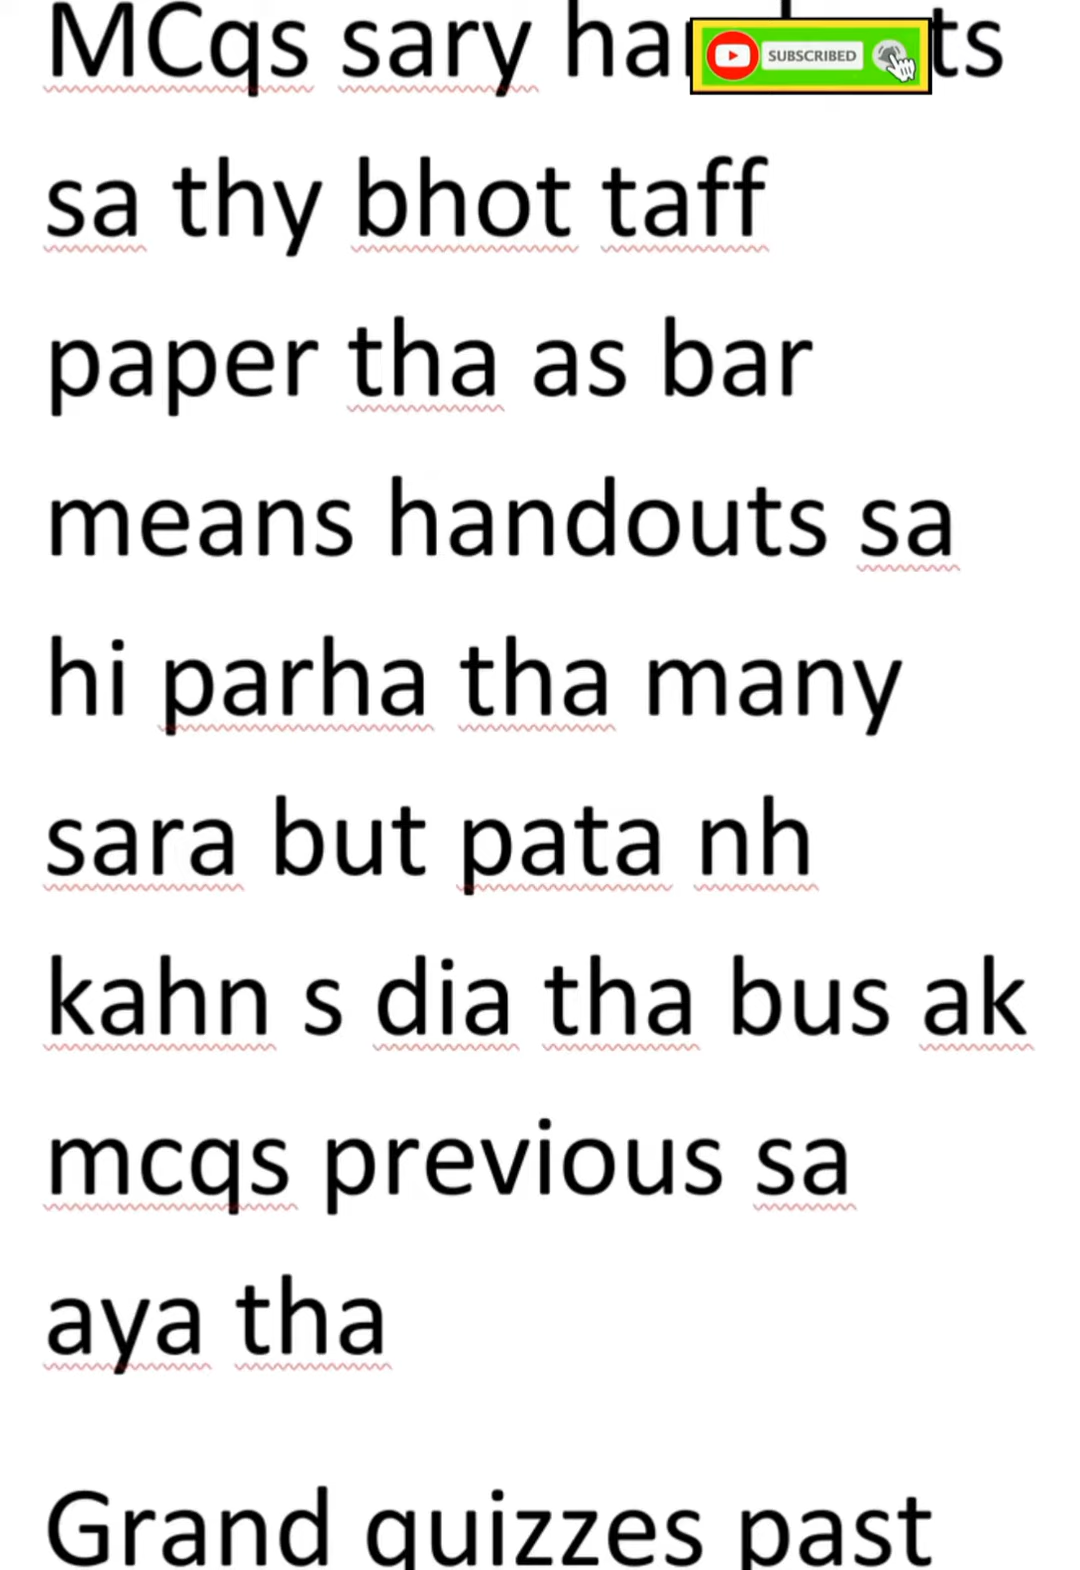 MCqs sary
SUBSCRIBED
sa thy bhot taff
paper tha as bar
means handouts sa
hi parha tha many
sara but pata nh
kahn s dia tha bus ak
mcqs previous sa
aya tha
Grand quizzes past